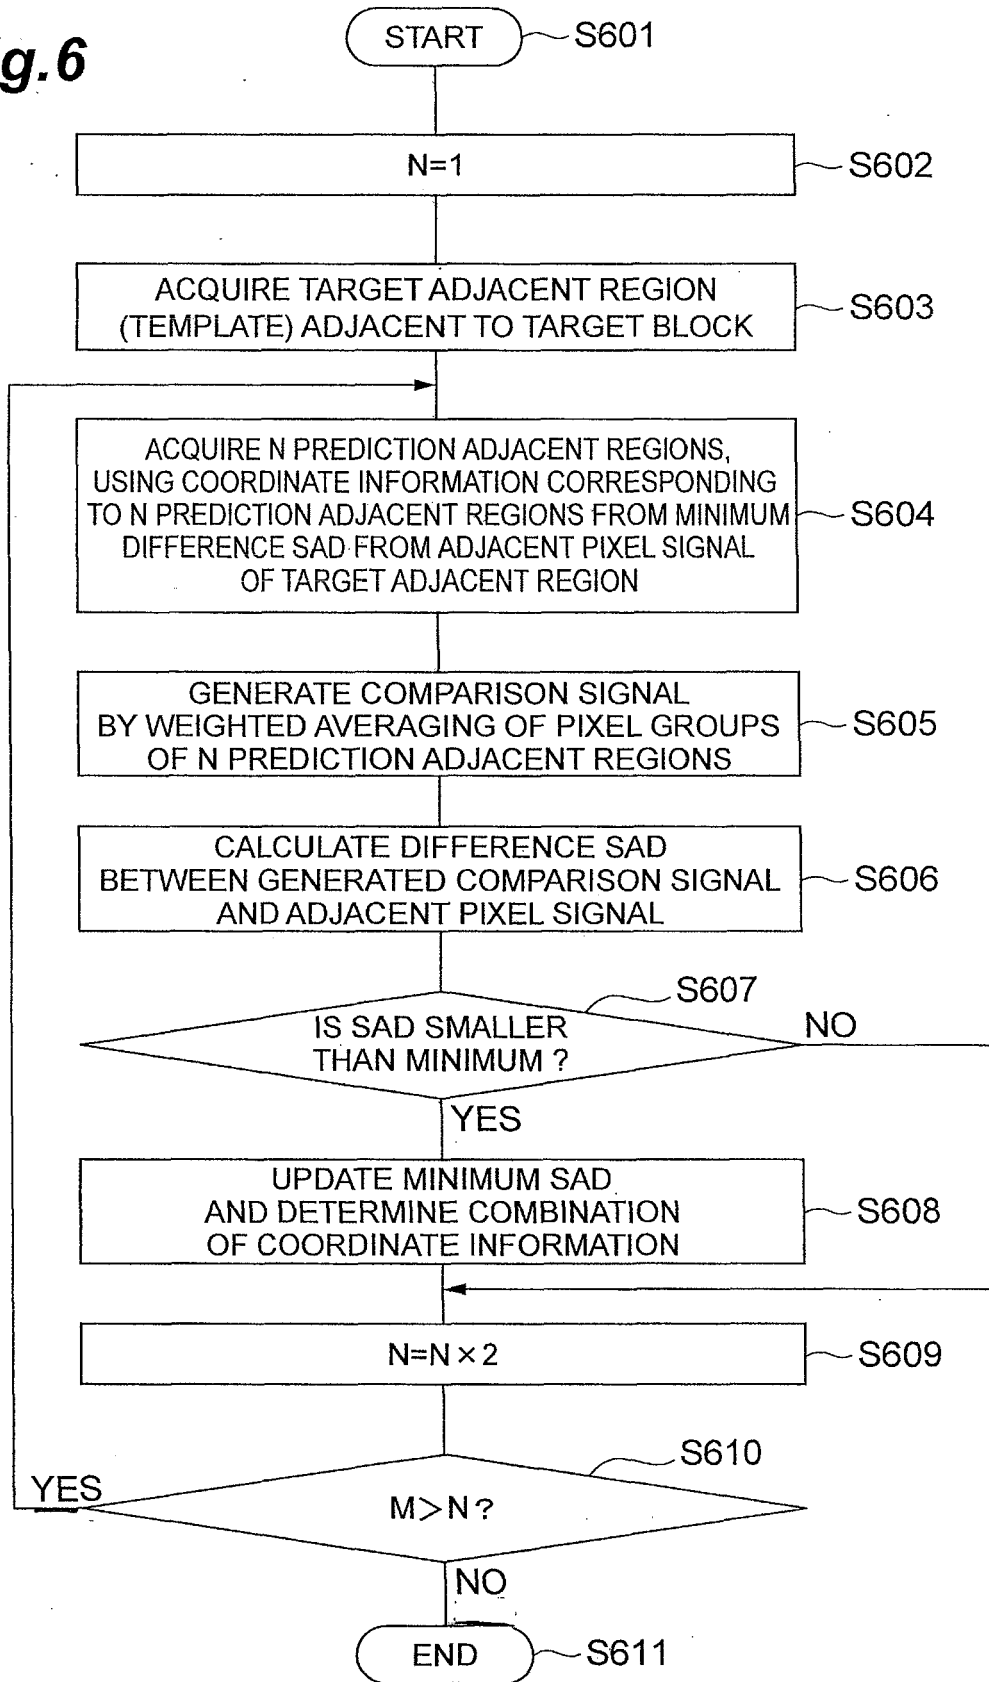 g.6
START
S601
N=1
S602
ACQUIRE TARGET ADJACENT REGION
(TEMPLATE) ADJACENT TO TARGET BLOCK
S603
ACQUIRE N PREDICTION ADJACENT REGIONS,
USING COORDINATE INFORMATION CORRESPONDING
TO N PREDICTION ADJACENT REGIONS FROM MINIMUM
DIFFERENCE SAD FROM ADJACENT PIXEL SIGNAL
OF TARGET ADJACENT REGION
S604
GENERATE COMPARISON SIGNAL
BY WEIGHTED AVERAGING OF PIXEL GROUPS
OF N PREDICTION ADJACENT REGIONS
S605
CALCULATE DIFFERENCE SAD
BETWEEN GENERATED COMPARISON SIGNAL
AND ADJACENT PIXEL SIGNAL
S606
S607
IS SAD SMALLER
THAN MINIMUM ?
NO
YES
UPDATE MINIMUM SAD
AND DETERMINE COMBINATION
OF COORDINATE INFORMATION
S608
N=N×2
S609
S610
YES
M>N ?
NO
END
S611